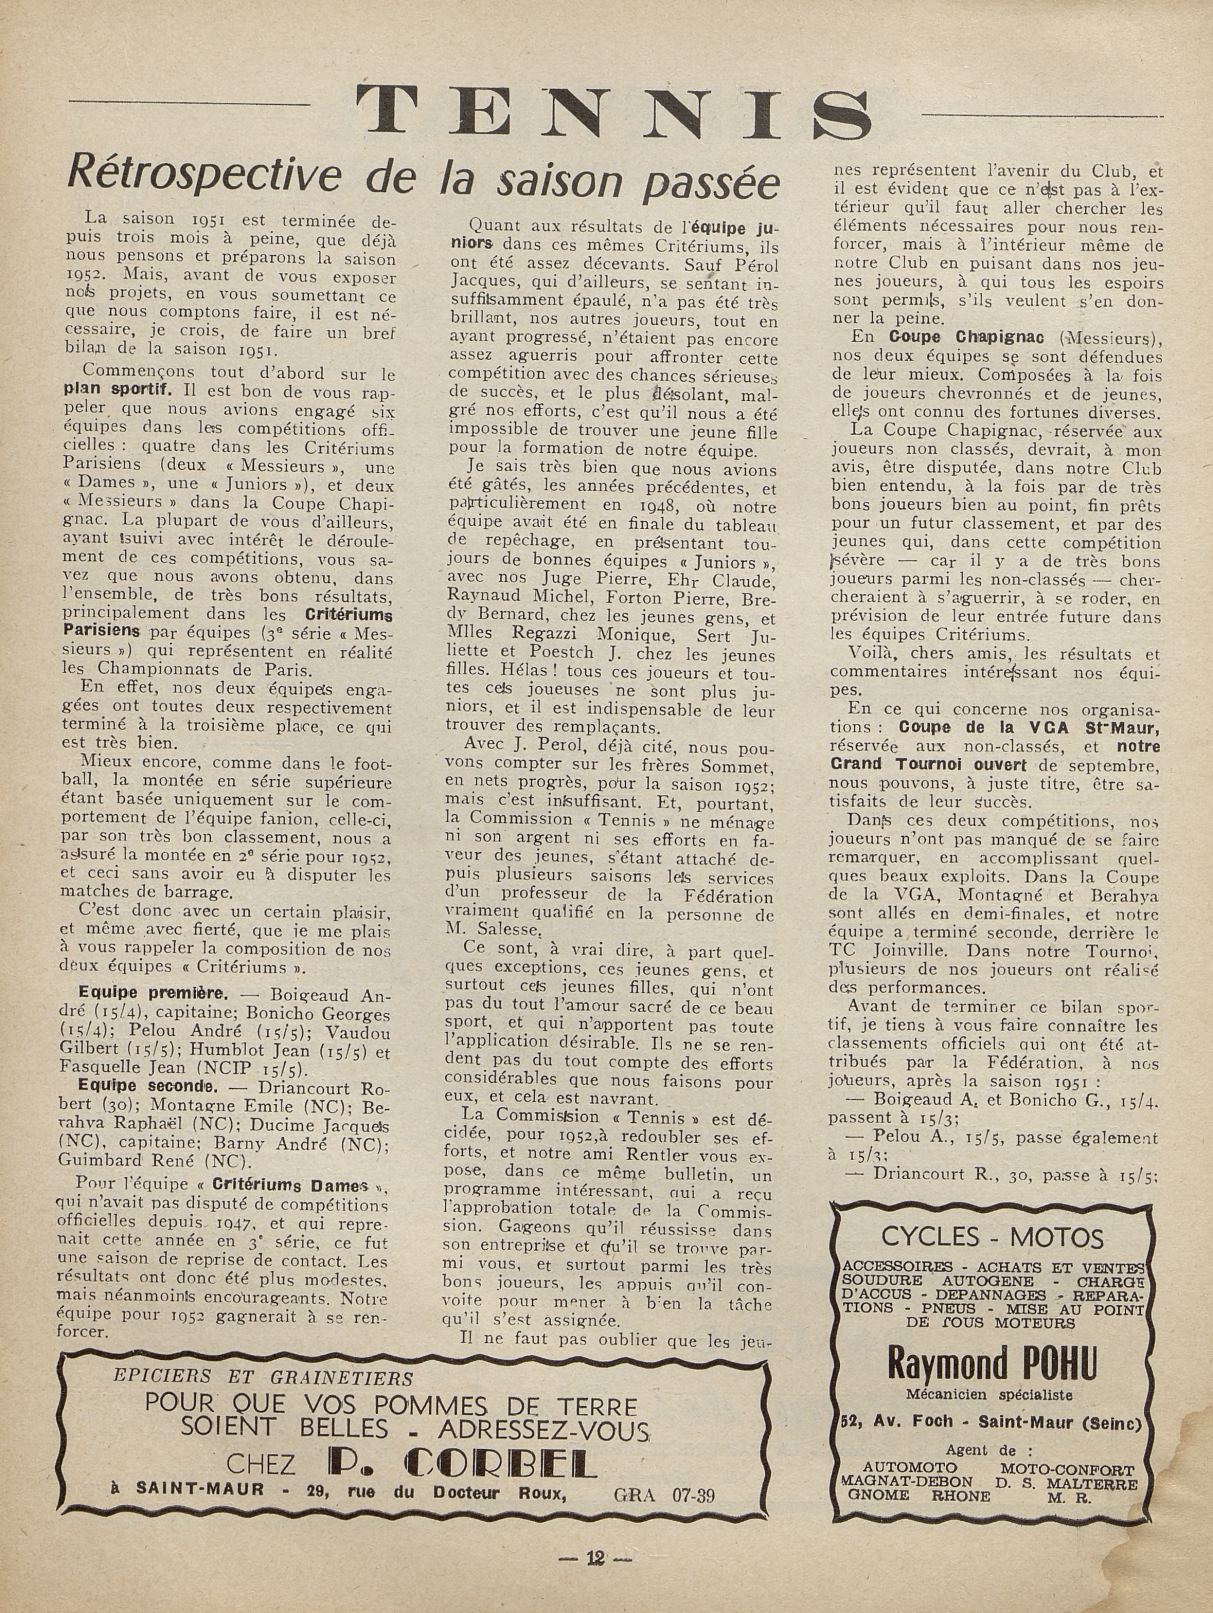 TENNIS
Rétrospective de la saison passée
La saison 1951 est terminée de-
puis trois mois à peine, que déjà
nous pensons et préparons la saison
1952. Mais, avant de vous exposer
nos projets, en vous soumettant ce
que nous comptons faire, il est né-
cessaire, je crois, de faire un bref
bilan de la saison 1951.
Commençons tout d'abord sur le
plan sportif. Il est bon de vous rap-
peler que nous avions engagé six
équipes dans les compétitions offi-
cielles : quatre dans les Critériums
Parisiens (deux « Messieurs », une
« Dames », une « Juniors »), et deux
« Messieurs » dans la Coupe Chapi-
gnac. La plupart de vous d'ailleurs,
ayant suivi avec intérêt le déroule-
ment de ces compétitions, vous sa-
vez que nous avons obtenu, dans
l'ensemble, de très bons résultats,
principalement dans les Critériums
Parisiens par équipes (3e série « Mes-
sieurs ») qui représentent en réalité
les Championnats de Paris.
En effet, nos deux équipes enga-
gées ont toutes deux respectivement
terminé à la troisième place, ce qui
est très bien.
Mieux encore, comme dans le foot-
ball, la montée en série supérieure
étant basée uniquement sur le com-
portement de l'équipe fanion, celle-ci,
par son très bon classement, nous a
assuré la montée en 2e série pour 1952,
et ceci sans avoir eu à disputer les
matches de barrage.
C'est donc avec un certain plaisir,
et même avec fierté, que je me plais
à vous rappeler la composition de nos
deux équipes « Critériums ».
Equipe première. — Boigeaud An-
dré (15/4), capitaine; Bonicho Georges
(15/4); Pelou André (15/5); Vaudou
Gilbert (15/5); Humblot Jean (15/5) et
Fasquelle Jean (NCIP 15/5).
Equipe seconde. — Driancourt Ro-
bert (30); Montagne Emile (NC); Be-
rahya Raphaël (NC); Ducime Jacques
(NC), capitaine; Barny André (NC);
Guimbard René (NC).
Pour l'équipe « Critériums Dames »,
qui n'avait pas disputé de compétitions
officielles depuis 1947, et qui repre-
nait cette année en 3e série, ce fut
une saison de reprise de contact. Les
résultats ont donc été plus modestes,
mais néanmoins encourageants. Notre
équipe pour 1952 gagnerait à se ren-
forcer.
Quant aux résultats de l'équipe ju-
niors dans ces mêmes Critériums, ils
ont été assez décevants. Sauf Pérol
Jacques, qui d'ailleurs, se sentant in-
suffisamment épaulé, n'a pas été très
brillant, nos autres joueurs, tout en
ayant progressé, n'étaient pas encore
assez aguerris pour affronter cette
compétition avec des chances sérieuses
de succès, et le plus désolant, mal-
gré nos efforts, c'est qu'il nous a été
impossible de trouver une jeune fille
pour la formation de notre équipe.
Je sais très bien que nous avions
été gâtés, les années précédentes, et
particulièrement en 1948, où notre
équipe avait été en finale du tableau
de repêchage, en présentant tou-
jours de bonnes équipes « Juniors »,
avec nos Juge Pierre, Ehr Claude,
Raynaud Michel, Forton Pierre, Bre-
dy Bernard, chez les jeunes gens, et
Mlles Regazzi Monique, Sert Ju-
liette et Poestch J. chez les jeunes
filles. Hélas ! tous ces joueurs et tou-
tes ces joueuses ne sont plus ju-
niors, et il est indispensable de leur
trouver des remplaçants.
Avec J. Perol, déjà cité, nous pou-
vons compter sur les frères Sommet,
en nets progrès, pour la saison 1952;
mais c'est insuffisant. Et, pourtant,
la Commission « Tennis » ne ménage
ni son argent ni ses efforts en fa-
veur des jeunes, s'étant attaché de-
puis plusieurs saisons les services
d'un professeur de la Fédération
vraiment qualifié en la personne de
M. Salesse.
Ce sont, à vrai dire, à part quel-
ques exceptions, ces jeunes gens, et
surtout ces jeunes filles, qui n'ont
pas du tout l'amour sacré de ce beau
sport, et qui n'apportent pas toute
l'application désirable. Ils ne se ren-
dent pas du tout compte des efforts
considérables que nous faisons pour
eux, et cela est navrant.
La Commission « Tennis » est dé-
cidée, pour 1952,à redoubler ses ef-
forts, et notre ami Rentler vous ex-
pose, dans ce même bulletin, un
programme intéressant, qui a reçu
l'approbation totale de la Commis-
sion. Gageons qu'il réussisse dans
son entreprise et qu'il se trouve par-
mi vous, et surtout parmi les très
bons joueurs, les appuis qu'il con-
voite pour mener à bien la tâche
qu'il s'est assignée.
Il ne faut pas oublier que les jeu-
nes représentent l'avenir du Club, et
il est évident que ce n'est pas à l'ex-
térieur qu'il faut aller chercher les
éléments nécessaires pour nous ren-
forcer, mais à l'intérieur même de
notre Club en puisant dans nos jeu-
nes joueurs, à qui tous les espoirs
sont permis, s'ils veulent s'en don-
ner la peine.
En Coupe Chapignac (Messieurs),
nos deux équipes se sont défendues
de leur mieux. Composées à la fois
de joueurs chevronnés et de jeunes,
elles ont connu des fortunes diverses.
La Coupe Chapignac, réservée aux
joueurs non classés, devrait, à mon
avis, être disputée, dans notre Club
bien entendu, à la fois par de très
bons joueurs bien au point, fin prêts
pour un futur classement, et par des
jeunes qui, dans cette compétition
sévère — car il y a de très bons
joueurs parmi les non-classés — cher-
cheraient à s'aguerrir, à se roder, en
prévision de leur entrée future dans
les équipes Critériums.
Voilà, chers amis, les résultats et
commentaires intéressant nos équi-
pes.
En ce qui concerne nos organisa-
tions : Coupe de la VGA St-Maur,
réservée aux non-classés, et notre
Grand Tournoi ouvert de septembre,
nous pouvons, à juste titre, être sa-
tisfaits de leur succès.
Dans ces deux compétitions, nos
joueurs n'ont pas manqué de se faire
remarquer, en accomplissant quel-
ques beaux exploits. Dans la Coupe
de la VGA, Montagné et Berahya
sont allés en demi-finales, et notre
équipe a terminé seconde, derrière le
TC Joinville. Dans notre Tournoi,
plusieurs de nos joueurs ont réalisé
des performances.
Avant de terminer ce bilan spor-
tif, je tiens à vous faire connaître les
classements officiels qui ont été at-
tribués par la Fédération, à nos
joueurs, après la saison 1951 :
— Boigeaud A. et Bonicho G., 15/4.
passent à 15/3;
— Pelou A., 15/5, passe également
à 15/3;
— Driancourt R., 30, passe à 15/5;
EPICIERS ET GRAINETIERS
POUR QUE VOS POMMES DE TERRE
SOIENT BELLES - ADRESSEZ-VOUS
CHEZ P. CORBEL
à SAINT-MAUR - 29, rue du Docteur Roux, GRA 07-39
CYCLES - MOTOS
ACCESSOIRES - ACHATS ET VENTES
SOUDURE AUTOGENE - CHARGE
D'ACCUS - DEPANNAGES - REPARA-
TIONS - PNEUS - MISE AU POINT
DE TOUS MOTEURS
Raymond POHU
Mécanicien spécialiste
52, Av. Foch - Saint-Maur (Seine)
Agent de :
AUTOMOTO MOTO-CONFORT
MAGNAT-DEBON D. S. MALTERRE
GNOME RHONE M. R.
— 12 —